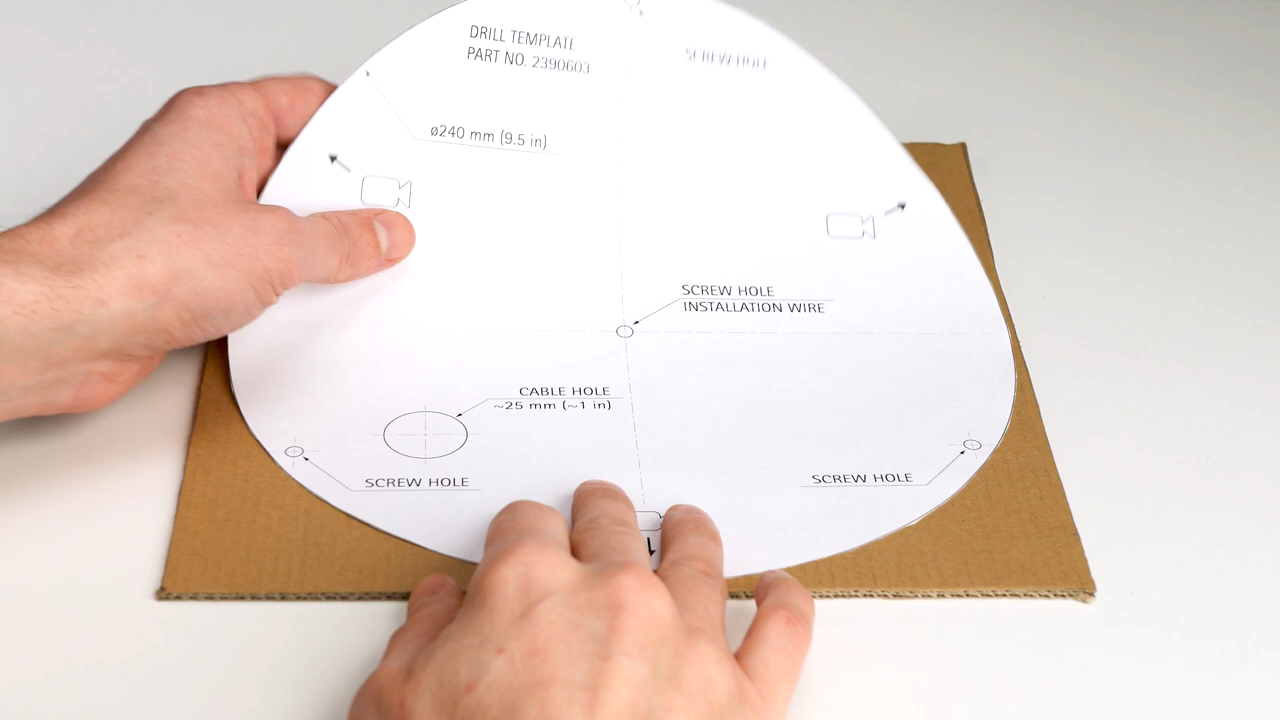 DRILL TEMPLATE
PART NO. 2390603
SCREW HOLE
ø240 mm (9.5 in)
SCREW HOLE
INSTALLATION WIRE
CABLE HOLE
~25 mm (~1 in)
SCREW HOLE
SCREW HOLE